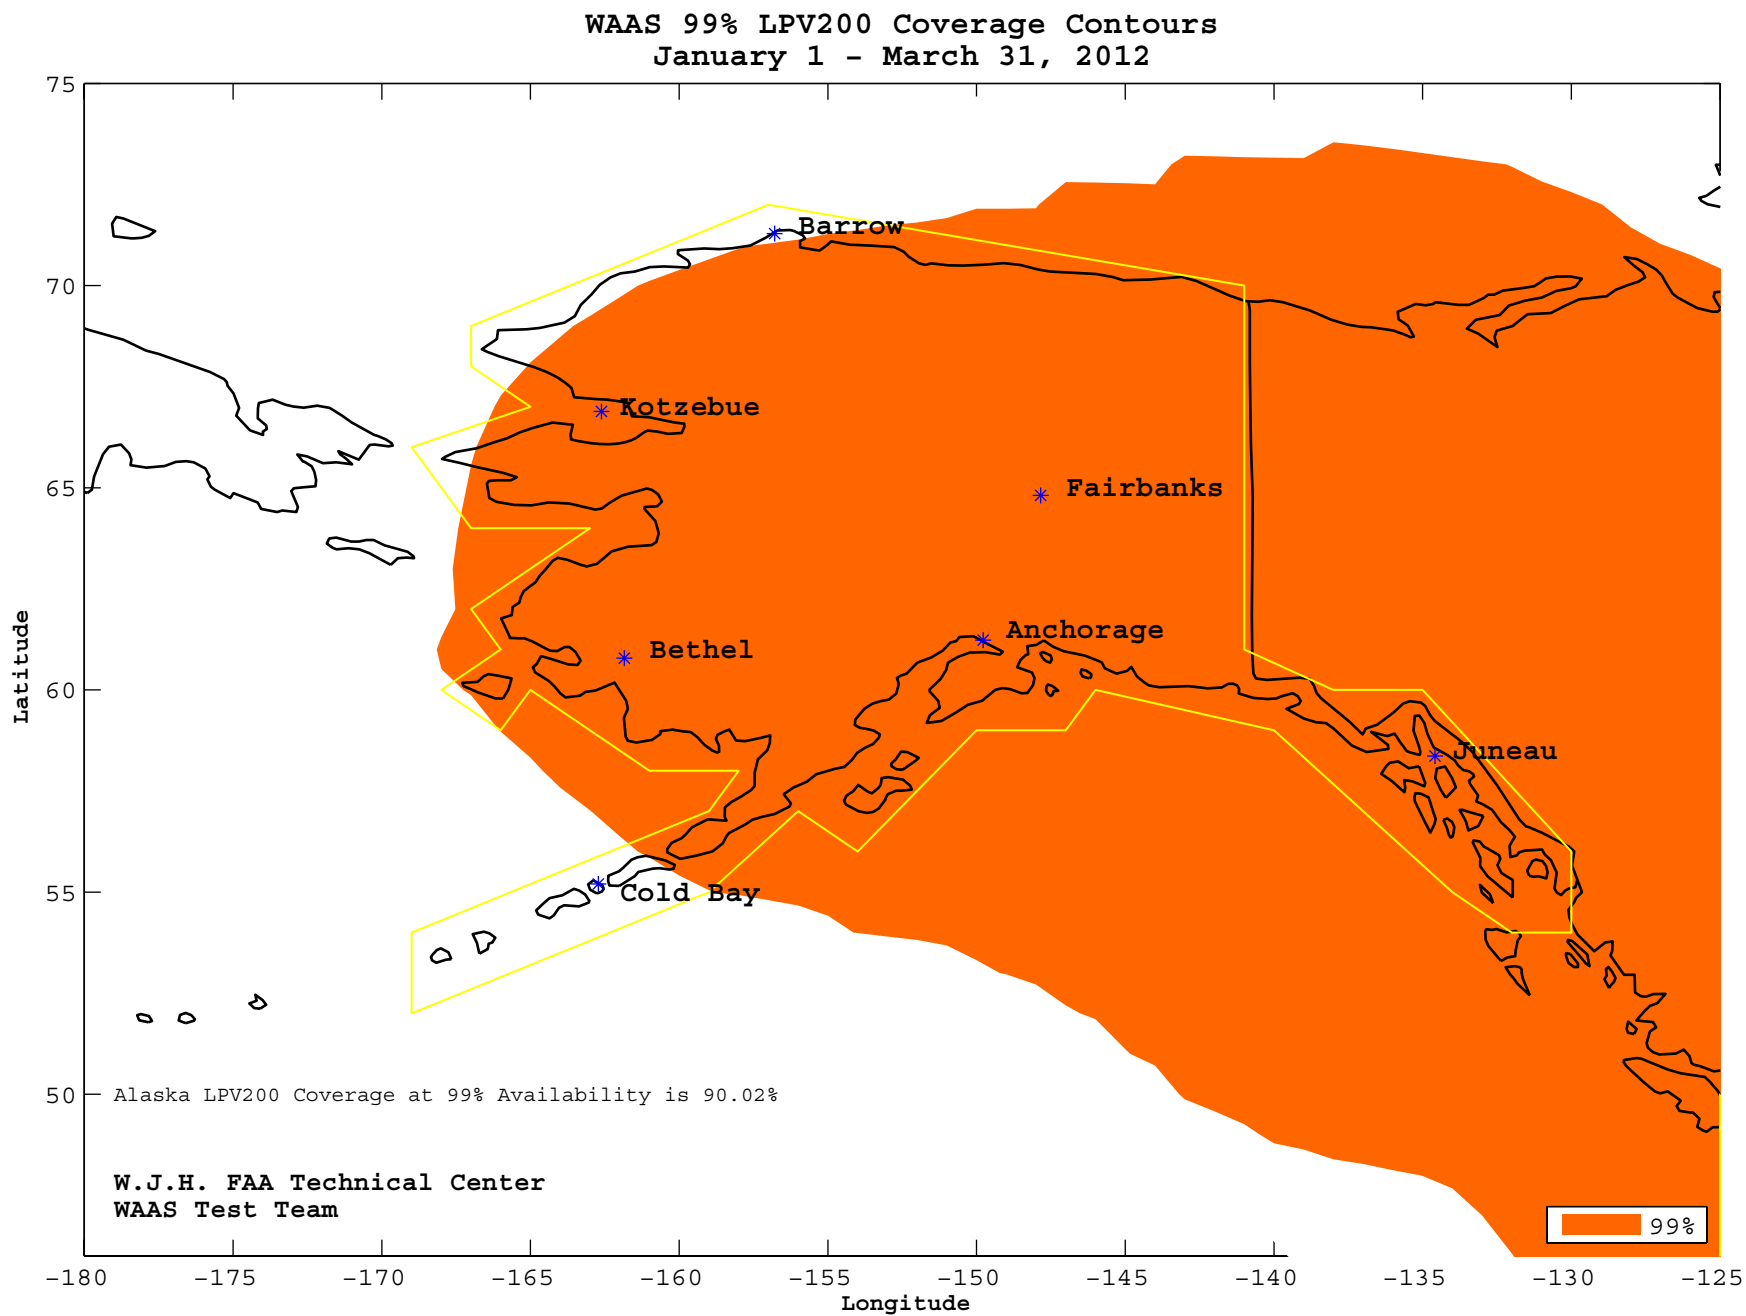 WAAS 99% LPV200 Coverage Contours
January 1 - March 31, 2012
75
70
65
60
55
50
Latitude
Barrow
Kotzebue
Fairbanks
Anchorage
Bethel
Juneau
Cold Bay
Alaska LPV200 Coverage at 99% Availability is 90.02%
W.J.H. FAA Technical Center
WAAS Test Team
99%
-180 -175 -170 -165 -160 -155 -150 -145 -140 -135 -130 -125
Longitude